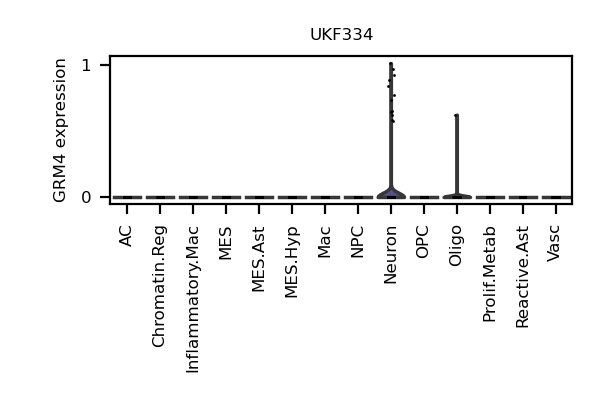 UKF334
GRM4 expression
1
0
AC
Chromatin.Reg
Inflammatory.Mac
MES
MES.Ast
MES.Hyp
Mac
NPC
Neuron
OPC
Oligo
Prolif.Metab
Reactive.Ast
Vasc